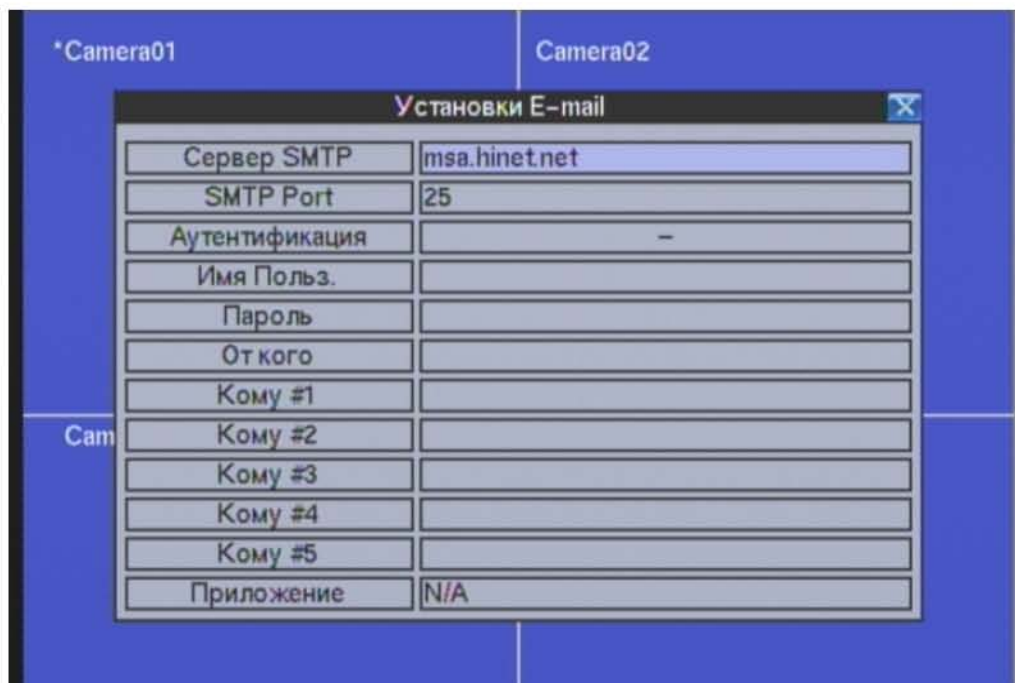 *Camera01
Camera02
Установки E-mail
Сервер SMTP
msa.hinet.net
SMTP Port
25
Аутентификация
–
Имя Польз.
Пароль
От кого
Кому #1
Cam
Кому #2
Кому #3
Кому #4
Кому #5
Приложение
N/A